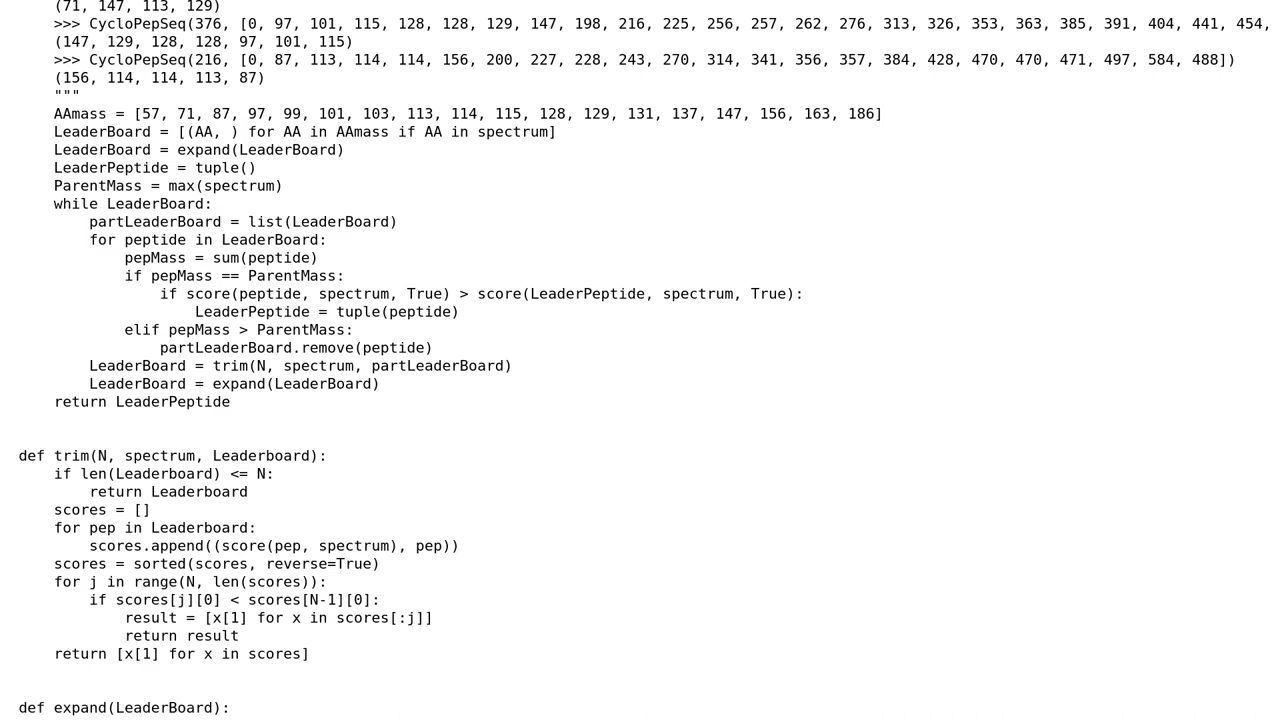 (71, 147, 113, 129)
>>> CycloPepSeq(376, [0, 97, 101, 115, 128, 128, 129, 147, 198, 216, 225, 256, 257, 262, 276, 313, 326, 353, 363, 385, 391, 404, 441, 454,
(147, 129, 128, 128, 97, 101, 115)
>>> CycloPepSeq(216, [0, 87, 113, 114, 114, 156, 200, 227, 228, 243, 270, 314, 341, 356, 357, 384, 428, 470, 470, 471, 497, 584, 488])
(156, 114, 114, 113, 87)
"""
AAmass = [57, 71, 87, 97, 99, 101, 103, 113, 114, 115, 128, 129, 131, 137, 147, 156, 163, 186]
LeaderBoard = [(AA, ) for AA in AAmass if AA in spectrum]
LeaderBoard = expand(LeaderBoard)
LeaderPeptide = tuple()
ParentMass = max(spectrum)
while LeaderBoard:
partLeaderBoard = list(LeaderBoard)
for peptide in LeaderBoard:
pepMass = sum(peptide)
if pepMass == ParentMass:
if score(peptide, spectrum, True) > score(LeaderPeptide, spectrum, True):
LeaderPeptide = tuple(peptide)
elif pepMass > ParentMass:
partLeaderBoard.remove(peptide)
LeaderBoard = trim(N, spectrum, partLeaderBoard)
LeaderBoard = expand(LeaderBoard)
return LeaderPeptide
def trim(N, spectrum, Leaderboard):
if len(Leaderboard) <= N:
return Leaderboard
scores = []
for pep in Leaderboard:
scores.append((score(pep, spectrum), pep))
scores = sorted(scores, reverse=True)
for j in range(N, len(scores)):
if scores[j][0] < scores[N-1][0]:
result = [x[1] for x in scores[:j]]
return result
return [x[1] for x in scores]
def expand(LeaderBoard):